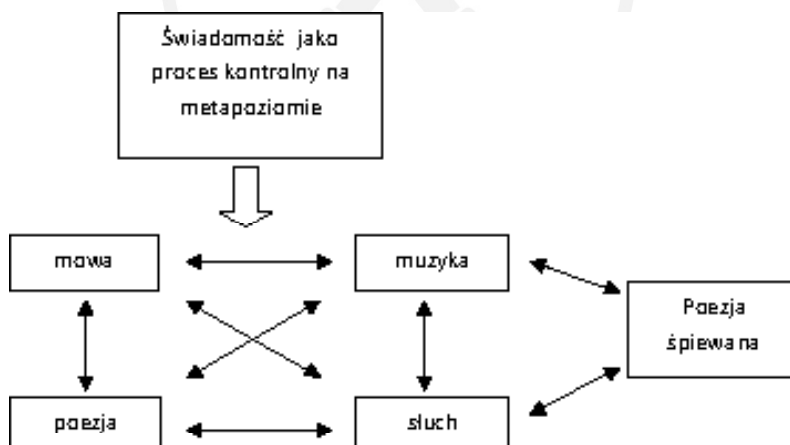 Świadomość jako
proces kontrolny na
metapoziomie
mowa
muzyka
Poezja
śpiewana
poezja
słuch